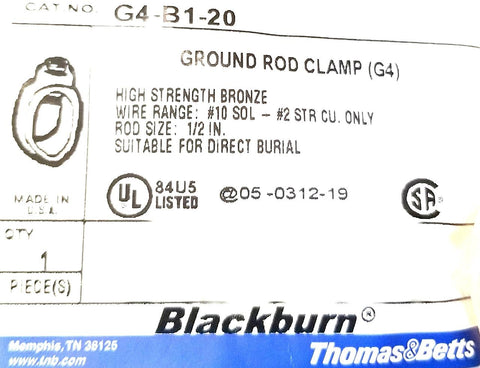 CAT NO. G4-B1-20
GROUND ROD CLAMP (G4)
HIGH STRENGTH BRONZE
WIRE RANGE: #10 SOL - #2 STR CU. ONLY
ROD SIZE: 1/2 IN.
SUITABLE FOR DIRECT BURIAL
MADE IN
U.S.A.
UL 84U5
LISTED
@05-0312-19
SA
QTY
1
PIECE(S)
Blackburn®
Memphis, TN 38125
www.tnb.com
Thomas&Betts